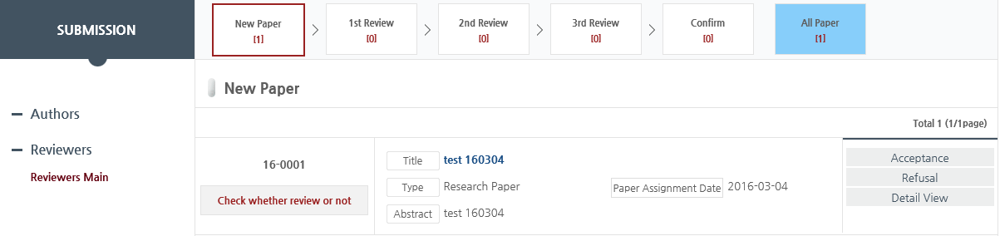 SUBMISSION
New Paper
[1]
1st Review
[0]
2nd Review
[0]
3rd Review
[0]
Confirm
[0]
All Paper
[1]
Authors
Reviewers
Reviewers Main
New Paper
Total 1 (1/1page)
16-0001
Check whether review or not
Title test 160304
Type Research Paper Paper Assignment Date 2016-03-04
Abstract test 160304
Acceptance
Refusal
Detail View